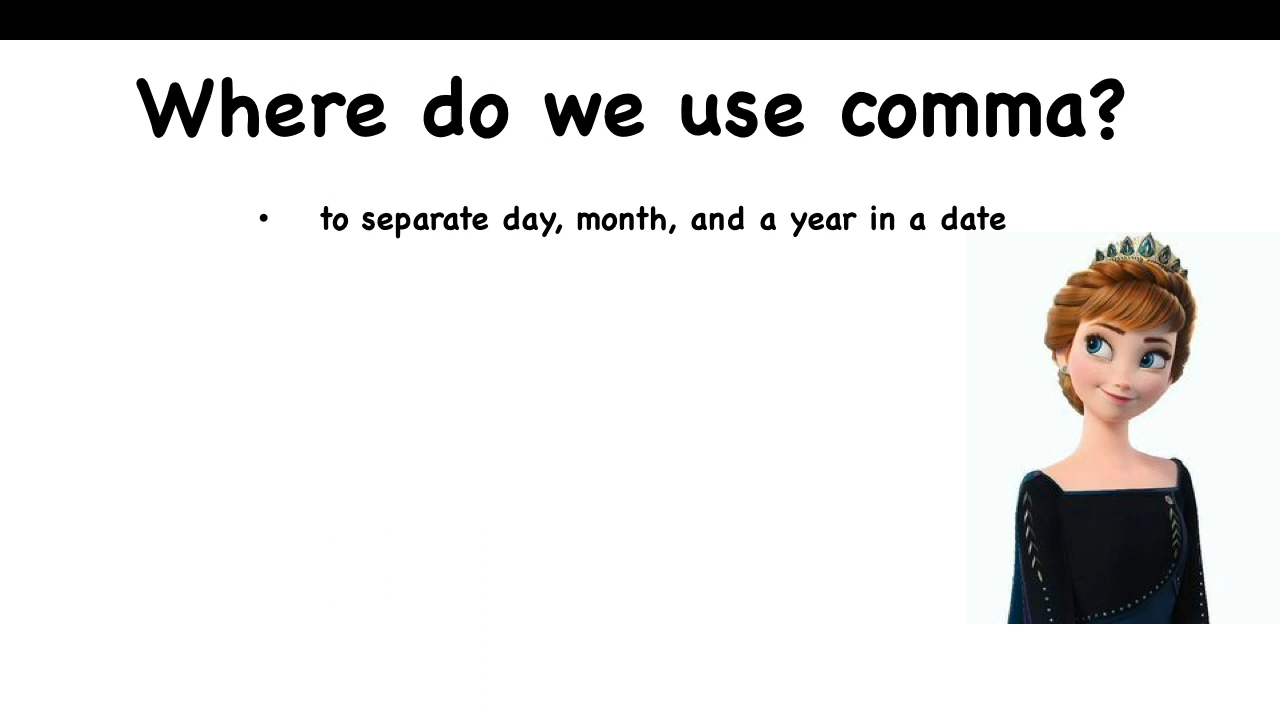 Where do we use comma?
• to separate day, month, and a year in a date